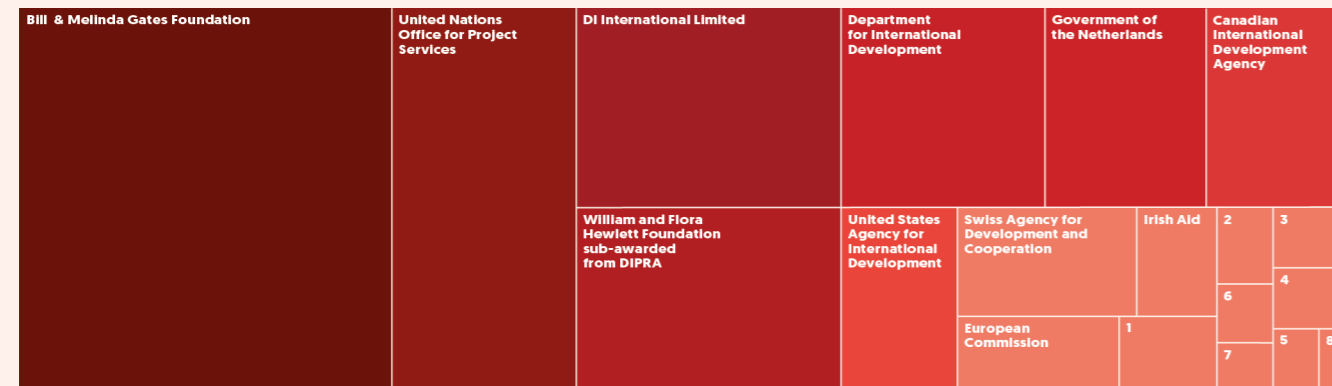 Bill & Melinda Gates Foundation
United Nations
Office for Project
Services
DI International Limited
Department
for International
Development
Government of
the Netherlands
Canadian
International
Development
Agency
William and Flora
Hewlett Foundation
sub-awarded
from DIPRA
United States
Agency for
International
Development
Swiss Agency for
Development and
Cooperation
Irish Aid
2
3
4
6
European
Commission
1
7
5
8